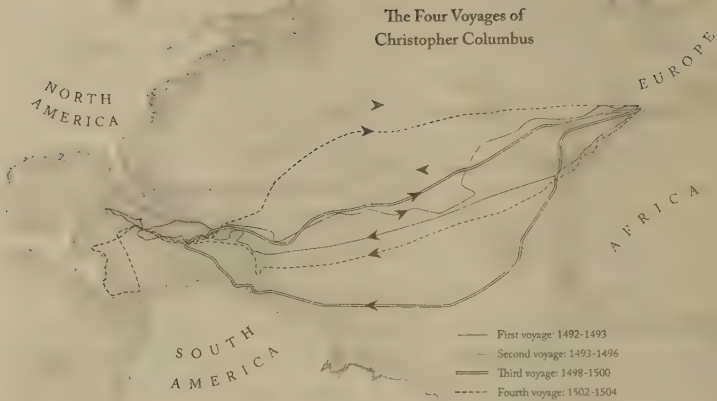 The Four Voyages of
Christopher Columbus
EUROPE
NORTH
AMERICA
AFRICA
SOUTH
AMERICA
First voyage: 1492-1493
Second voyage: 1493-1496
Third voyage: 1498-1500
Fourth voyage: 1502-1504